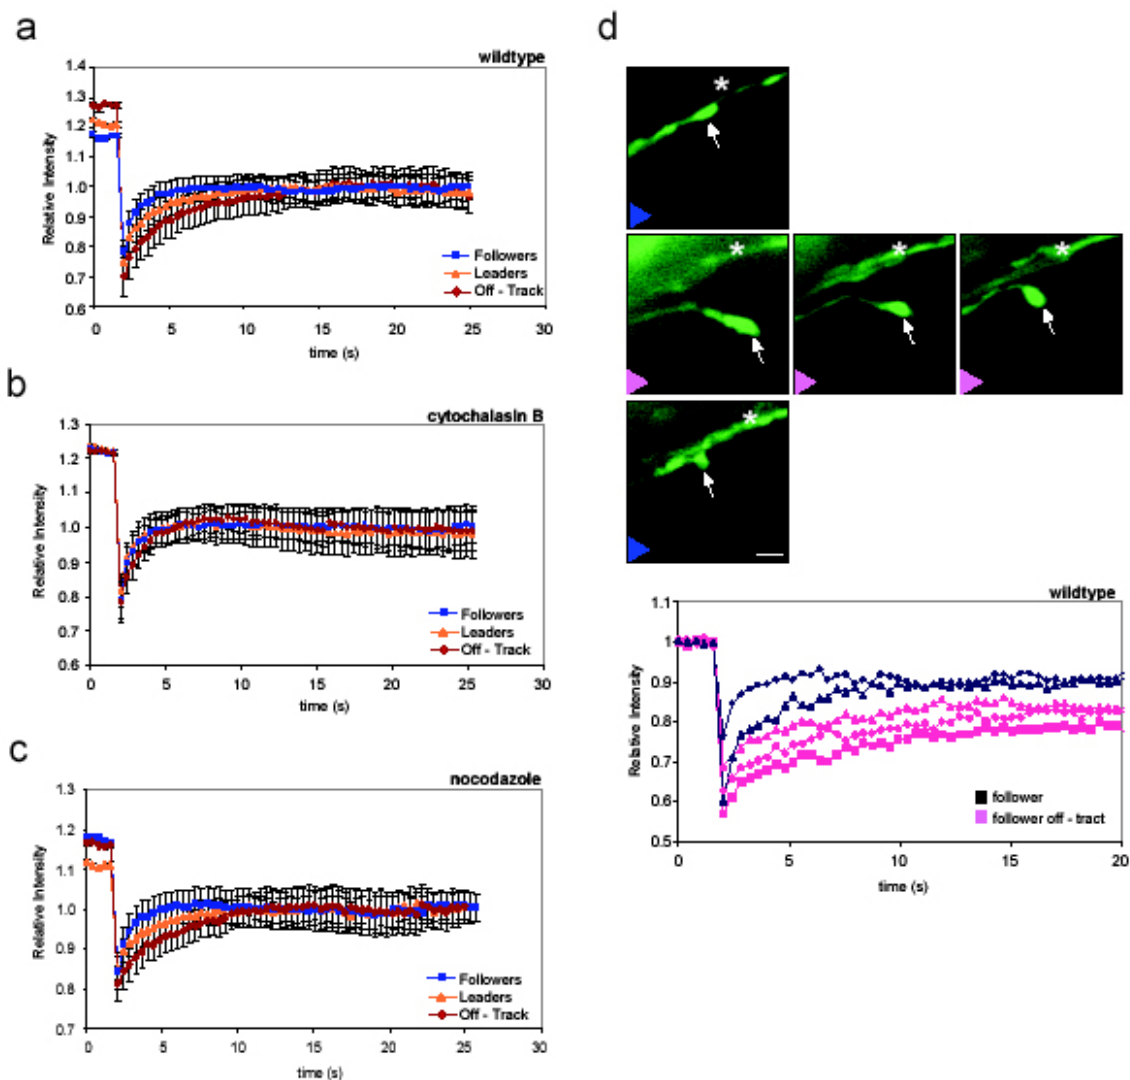 a
wildtype
1.4
1.3
1.2
1.1
1.0
0.9
0.8
0.7
0.6
Relative Intensity
Followers
Leaders
Off - Track
0 5 10 15 20 25 30
time (s)
b
cytochalasin B
1.3
1.2
1.1
1.0
0.9
0.8
0.7
0.6
Relative Intensity
Followers
Leaders
Off - Track
0 5 10 15 20 25 30
time (s)
c
nocodazole
1.3
1.2
1.1
1.0
0.9
0.8
0.7
Relative Intensity
Followers
Leaders
Off - Track
0 5 10 15 20 25 30
time (s)
d
*
* * *
*
wildtype
1.1
1
0.9
0.8
0.7
0.6
0.5
Relative Intensity
follower
follower off - tract
0 5 10 15 20
time (s)